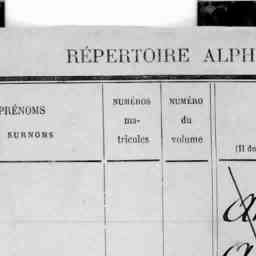 RÉPERTOIRE ALPH
PRÉNOMS
SURNOMS
NUMÉROS
ma-
tricules
NUMÉRO
du
volume
(Il do